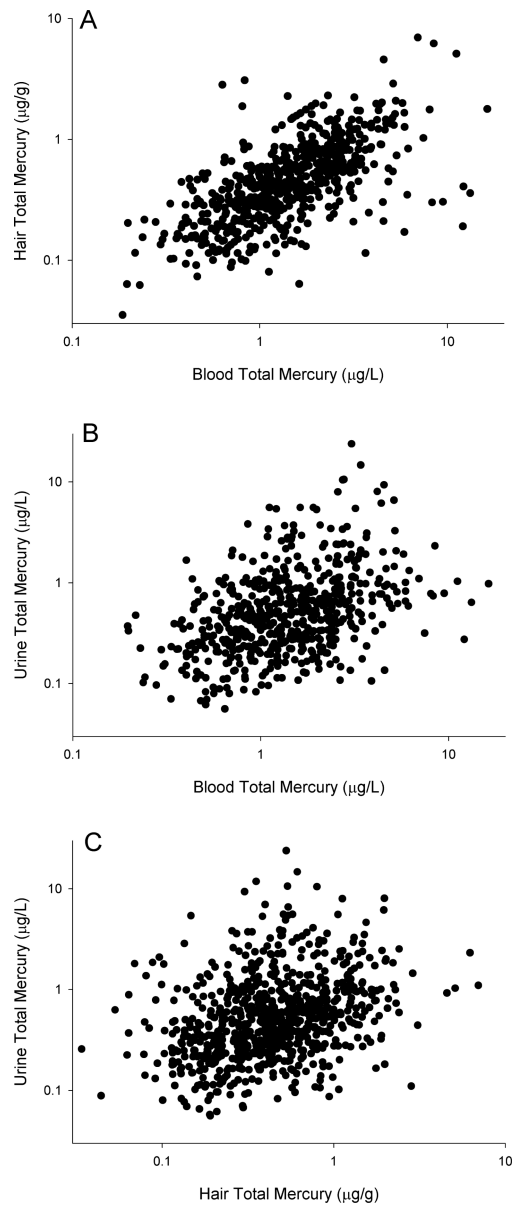 A
10
1
0.1
Hair Total Mercury (μg/g)
0.1
1
10
Blood Total Mercury (μg/L)
B
10
1
0.1
Urine Total Mercury (μg/L)
0.1
1
10
Blood Total Mercury (μg/L)
C
10
1
0.1
Urine Total Mercury (μg/L)
0.1
1
10
Hair Total Mercury (μg/g)